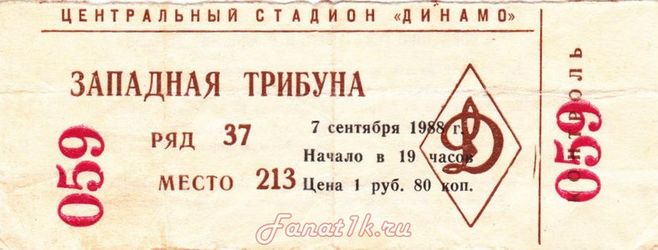 ЦЕНТРАЛЬНЫЙ СТАДИОН «ДИНАМО»
ЗАПАДНАЯ ТРИБУНА
РЯД 37
МЕСТО 213
7 сентября 1988 г.
Начало в 19 часов
Цена 1 руб. 80 коп.
Д
059
059
КОНТРОЛЬ
Fanat1k.ru